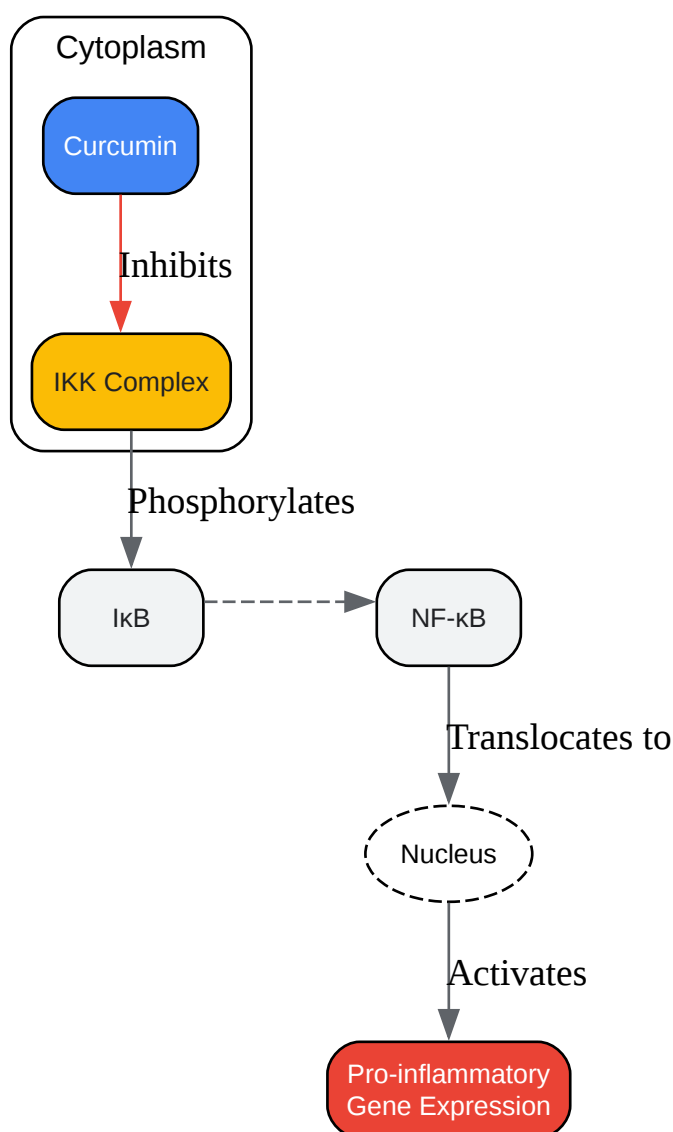 Cytoplasm
Curcumin
Inhibits
IKK Complex
Phosphorylates
IκB
NF-κB
Translocates to
Nucleus
Activates
Pro-inflammatory
Gene Expression